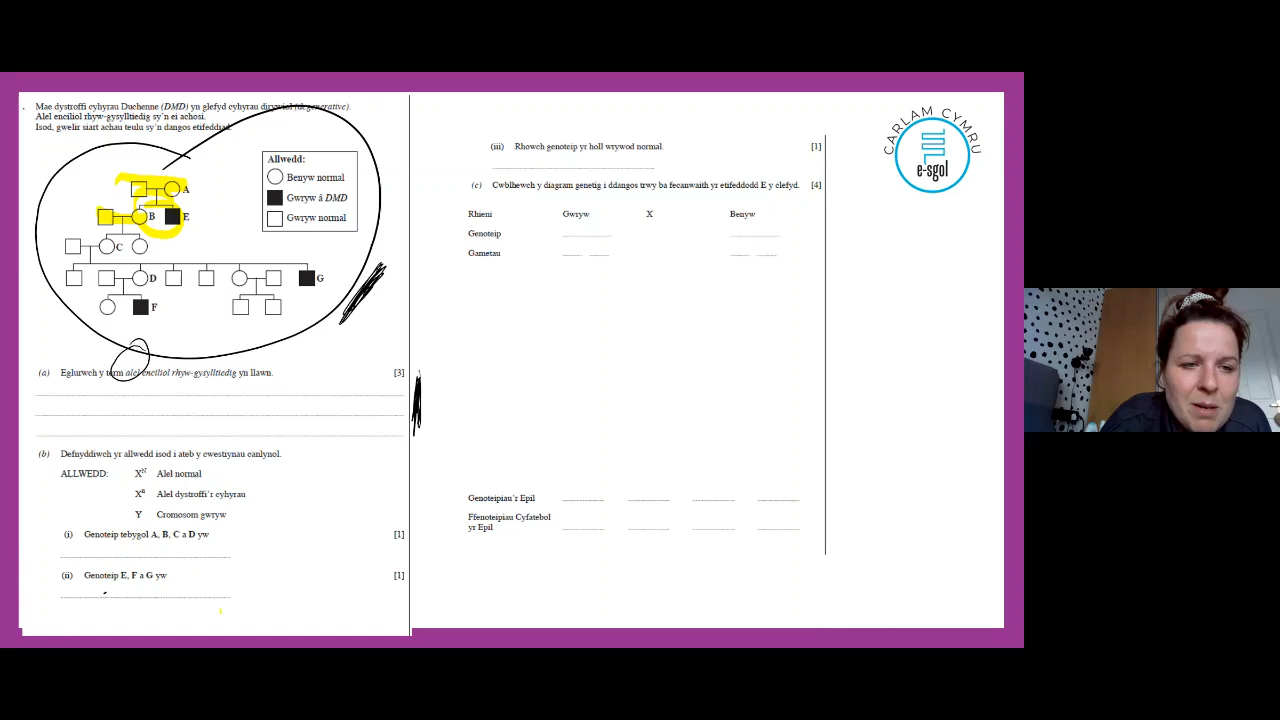 Mae dystroffi cyhyrau Duchenne (DMD) yn glefyd cyhyrau dirywiol (degenerative).
Alel enciliol rhyw-gysylltiedig sy'n ei achosi.
Isod, gwelir siart achau teulu sy'n dangos etifeddiad.
Allwedd:
Benyw normal
Gwryw â DMD
Gwryw normal
A
B
E
C
D
G
F
(a) Eglurwch y term alel enciliol rhyw-gysylltiedig yn llawn. [3]
(b) Defnyddiwch yr allwedd isod i ateb y cwestiynau canlynol.
ALLWEDD: Xᴺ Alel normal
Xⁿ Alel dystroffi'r cyhyrau
Y Cromosom gwryw
(i) Genoteip tebygol A, B, C a D yw [1]
(ii) Genoteip E, F a G yw [1]
(iii) Rhowch genoteip yr holl wrywod normal. [1]
(c) Cwblhewch y diagram genetig i ddangos trwy ba fecanwaith yr etifeddodd E y clefyd. [4]
Rhieni Gwryw X Benyw
Genoteip
Gametau
Genoteipiau'r Epil
Ffenoteipiau Cyfatebol
yr Epil
CARLAM CYMRU
e-sgol